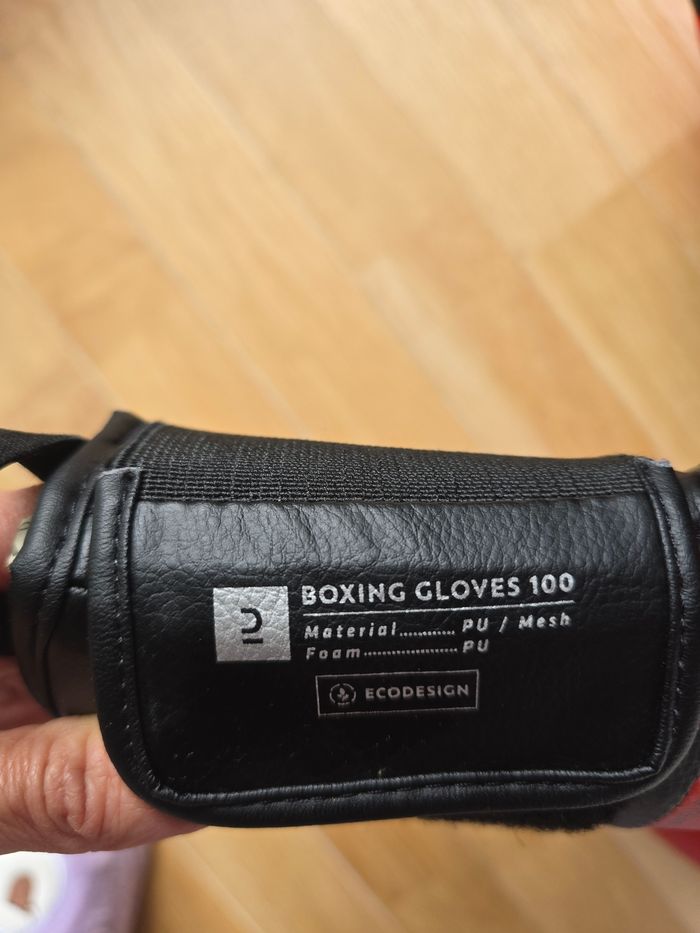 BOXING GLOVES 100
Material............ PU / Mesh
Foam..................... PU
ECODESIGN